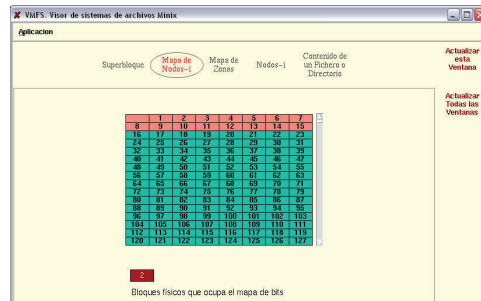 VMFS. Visor de sistemas de archivos Minix
Aplicacion
Superbloque
Mapa de
Nodos-i
Mapa de
Zonas
Nodos-i
Contenido de
un Fichero o
Directorio
Actualizar
esta
Ventana
Actualizar
Todas las
Ventanas
1 2 3 4 5 6 7
8 9 10 11 12 13 14 15
16 17 18 19 20 21 22 23
24 25 26 27 28 29 30 31
32 33 34 35 36 37 38 39
40 41 42 43 44 45 46 47
48 49 50 51 52 53 54 55
56 57 58 59 60 61 62 63
64 65 66 67 68 69 70 71
72 73 74 75 76 77 78 79
80 81 82 83 84 85 86 87
88 89 90 91 92 93 94 95
96 97 98 99 100 101 102 103
104 105 106 107 108 109 110 111
112 113 114 115 116 117 118 119
120 121 122 123 124 125 126 127
2
Bloques físicos que ocupa el mapa de bits